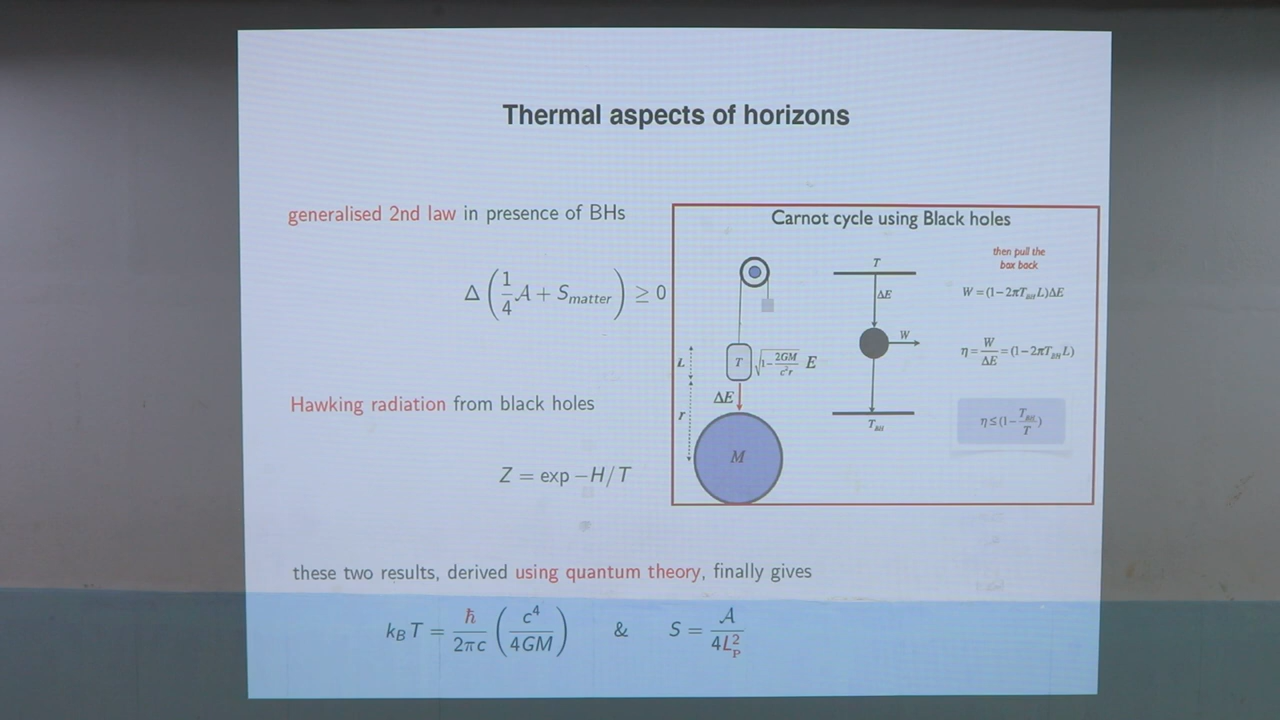 Thermal aspects of horizons
generalised 2nd law in presence of BHs
Δ(1/4 𝒜 + S_matter) ≥ 0
Hawking radiation from black holes
Z = exp −H/T
Carnot cycle using Black holes
T
√(1−2GM/c²r) E
L
r
ΔE
M
T
ΔE
W
T_BH
then pull the
box back
W = (1−2πT_BH L)ΔE
η = W/ΔE = (1−2πT_BH L)
η ≤ (1−T_BH/T)
these two results, derived using quantum theory, finally gives
k_B T = ℏ/2πc (c⁴/4GM) & S = 𝒜/4L_P²